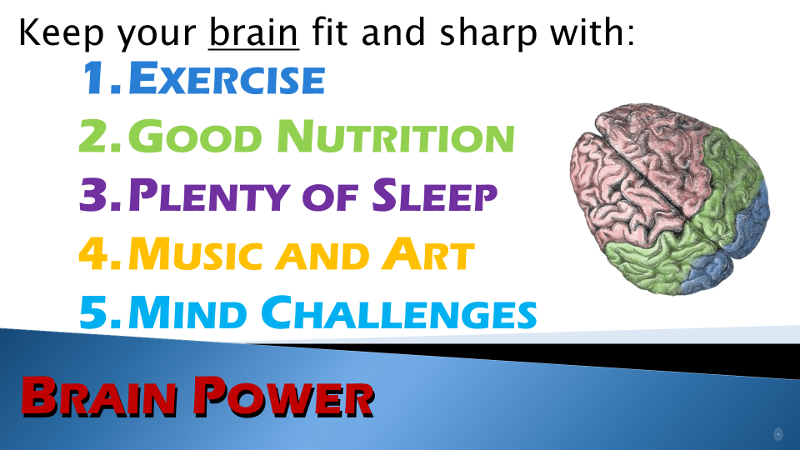 Keep your brain fit and sharp with:
1. Exercise
2. Good Nutrition
3. Plenty of Sleep
4. Music and Art
5. Mind Challenges
Brain Power